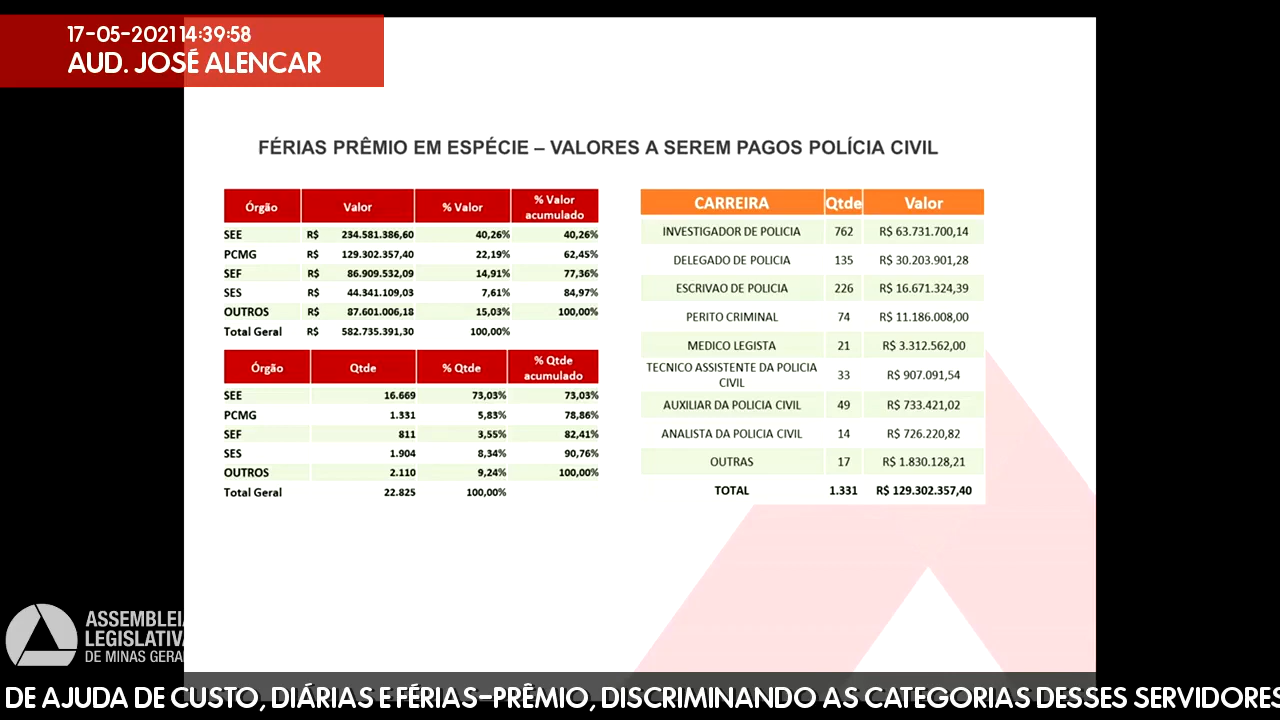 17-05-2021 14:39:58
AUD. JOSÉ ALENCAR
FÉRIAS PRÊMIO EM ESPÉCIE – VALORES A SEREM PAGOS POLÍCIA CIVIL
Órgão Valor % Valor % Valor acumulado
SEE R$ 234.581.386,60 40,26% 40,26%
PCMG R$ 129.302.357,40 22,19% 62,45%
SEF R$ 86.909.532,09 14,91% 77,36%
SES R$ 44.341.109,03 7,61% 84,97%
OUTROS R$ 87.601.006,18 15,03% 100,00%
Total Geral R$ 582.735.391,30 100,00%
Órgão Qtde % Qtde % Qtde acumulado
SEE 16.669 73,03% 73,03%
PCMG 1.331 5,83% 78,86%
SEF 811 3,55% 82,41%
SES 1.904 8,34% 90,76%
OUTROS 2.110 9,24% 100,00%
Total Geral 22.825 100,00%
CARREIRA Qtde Valor
INVESTIGADOR DE POLICIA 762 R$ 63.731.700,14
DELEGADO DE POLICIA 135 R$ 30.203.901,28
ESCRIVAO DE POLICIA 226 R$ 16.671.324,39
PERITO CRIMINAL 74 R$ 11.186.008,00
MEDICO LEGISTA 21 R$ 3.312.562,00
TECNICO ASSISTENTE DA POLICIA CIVIL 33 R$ 907.091,54
AUXILIAR DA POLICIA CIVIL 49 R$ 733.421,02
ANALISTA DA POLICIA CIVIL 14 R$ 726.220,82
OUTRAS 17 R$ 1.830.128,21
TOTAL 1.331 R$ 129.302.357,40
ASSEMBLEIA
LEGISLATIVA
DE MINAS GERAI
DE AJUDA DE CUSTO, DIÁRIAS E FÉRIAS-PRÊMIO, DISCRIMINANDO AS CATEGORIAS DESSES SERVIDORES